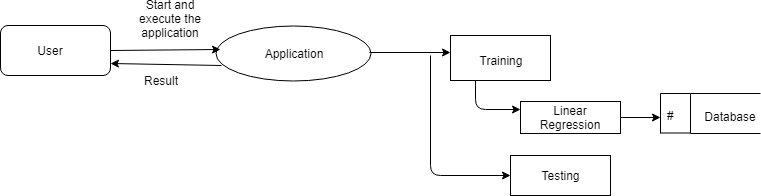 Start and
execute the
application
User
Application
Result
Training
Linear
Regression
#
Database
Testing